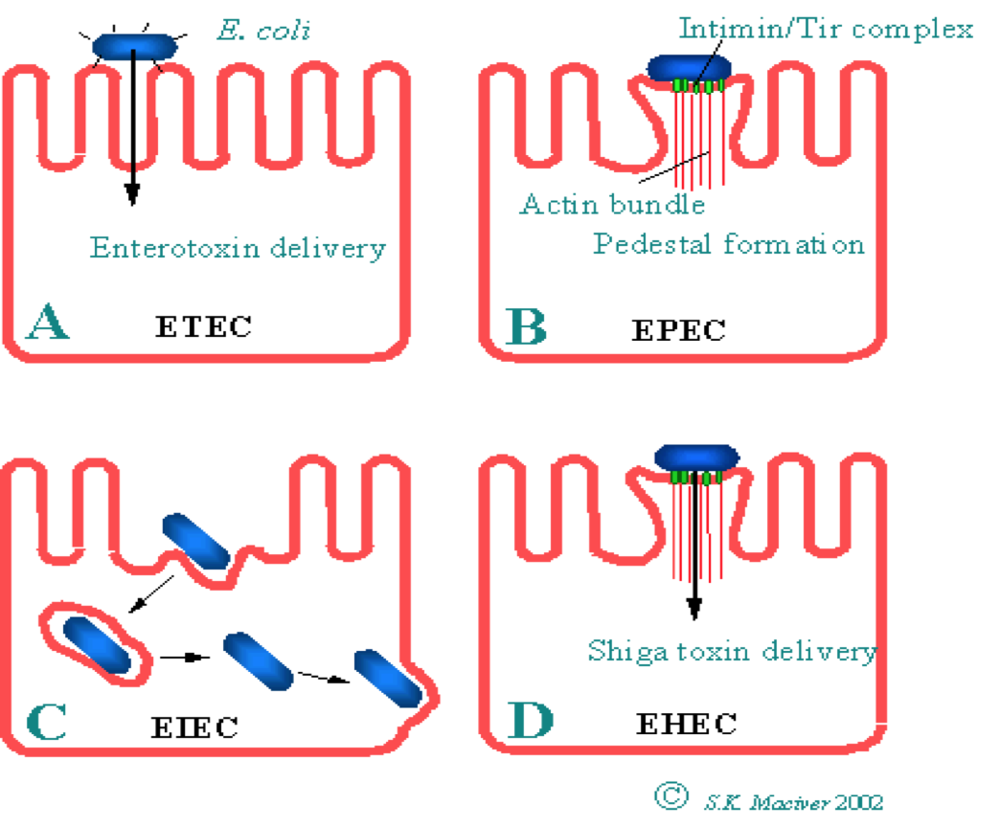 E. coli
Intimin/Tir complex
Actin bundle
Enterotoxin delivery
Pedestal formation
A
ETEC
B
EPEC
Shiga toxin delivery
C
EIEC
D
EHEC
© S.K. Maciver 2002